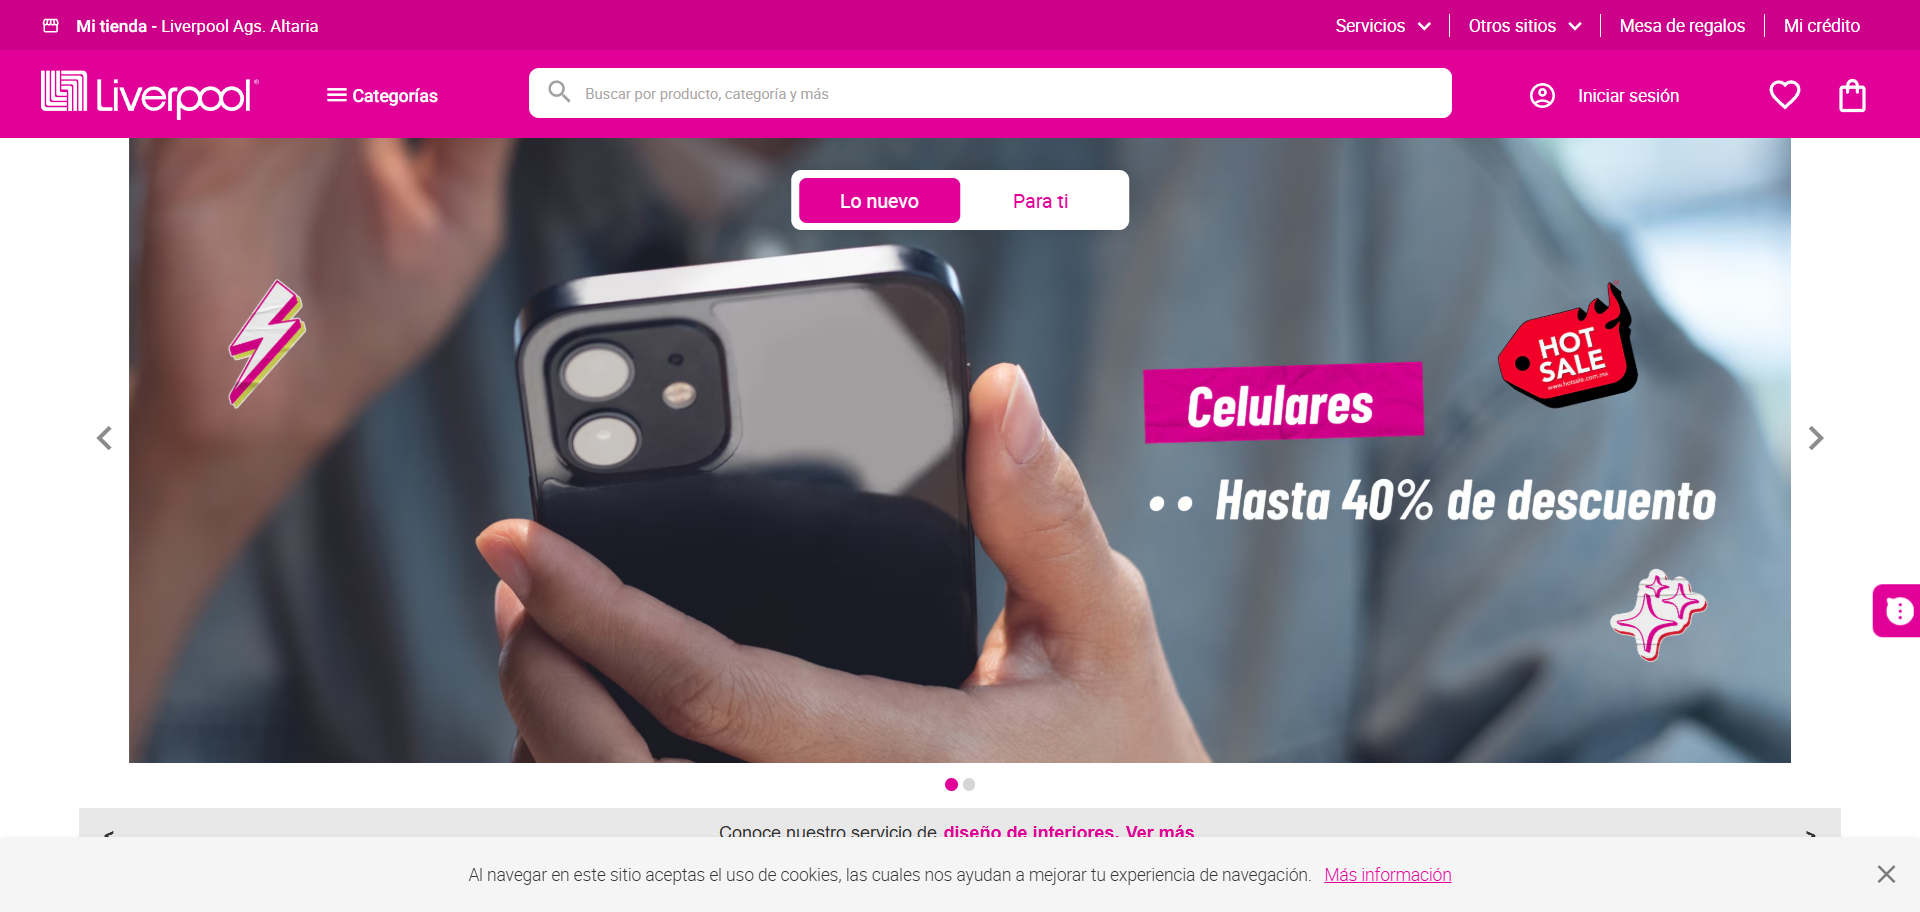 Mi tienda - Liverpool Ags. Altaria
Servicios
Otros sitios
Mesa de regalos
Mi crédito
Liverpool
Categorías
Buscar por producto, categoría y más
Iniciar sesión
Lo nuevo
Para ti
HOT
SALE
www.hotsale.com.mx
Celulares
•• Hasta 40% de descuento
<
Conoce nuestro servicio de diseño de interiores. Ver más
>
Al navegar en este sitio aceptas el uso de cookies, las cuales nos ayudan a mejorar tu experiencia de navegación. Más información